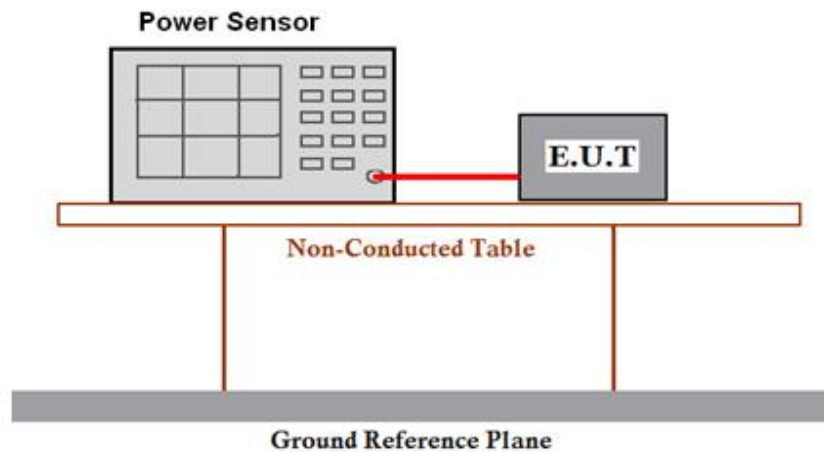 Power Sensor
E.U.T
Non-Conducted Table
Ground Reference Plane